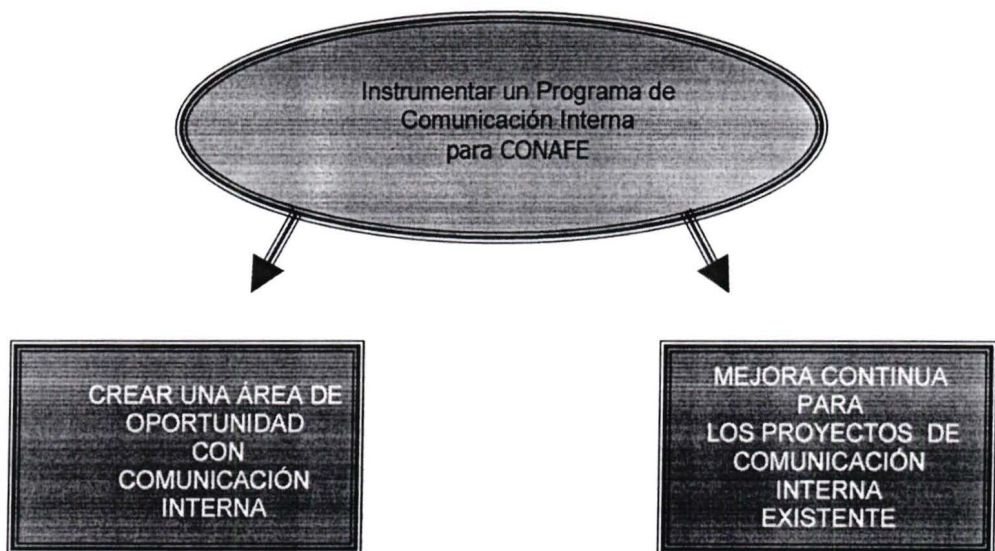 Instrumentar un Programa de
Comunicación Interna
para CONAFE
CREAR UNA ÁREA DE
OPORTUNIDAD
CON
COMUNICACIÓN
INTERNA
MEJORA CONTINUA
PARA
LOS PROYECTOS DE
COMUNICACIÓN
INTERNA
EXISTENTE